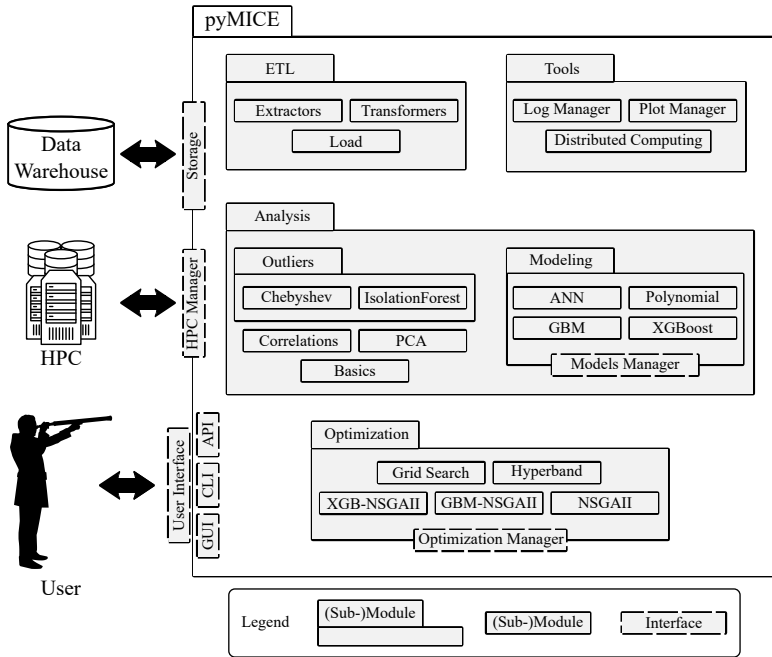 pyMICE
ETL
Extractors
Transformers
Load
Tools
Log Manager
Plot Manager
Distributed Computing
Data
Warehouse
Storage
Analysis
Outliers
Chebyshev
IsolationForest
Correlations
PCA
Basics
Modeling
ANN
Polynomial
GBM
XGBoost
Models Manager
HPC
HPC Manager
User
User Interface
API
CLI
GUI
Optimization
Grid Search
Hyperband
XGB-NSGAII
GBM-NSGAII
NSGAII
Optimization Manager
Legend
(Sub-)Module
(Sub-)Module
Interface